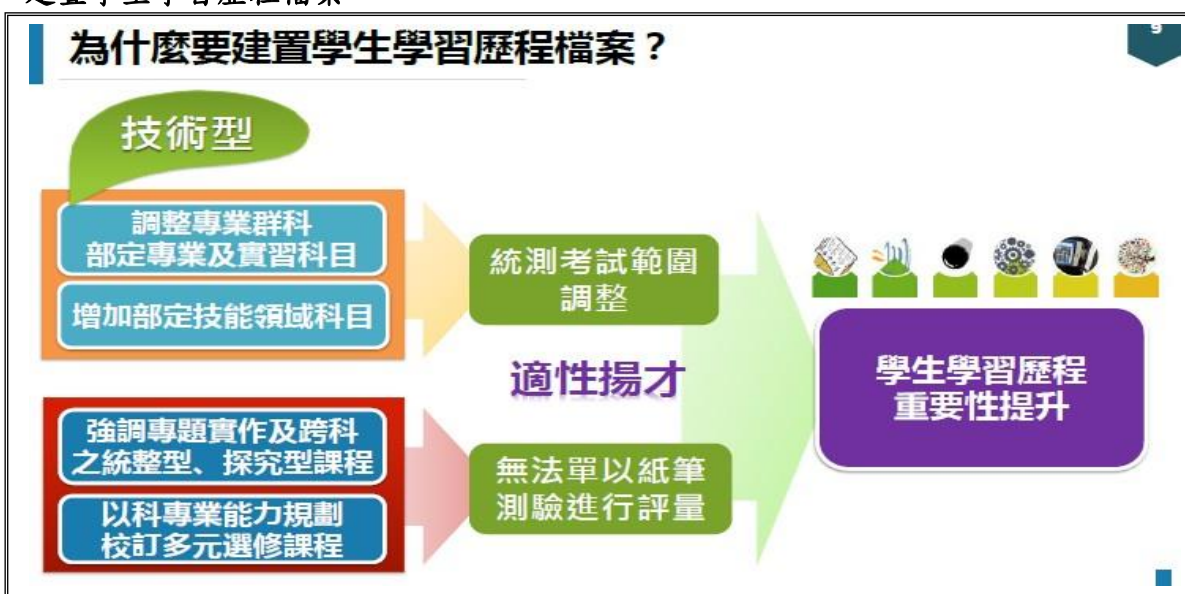 建置學生學習歷程檔案
為什麼要建置學生學習歷程檔案？
9
技術型
調整專業群科
部定專業及實習科目
增加部定技能領域科目
統測考試範圍
調整
適性揚才
強調專題實作及跨科
之統整型、探究型課程
以科專業能力規劃
校訂多元選修課程
無法單以紙筆
測驗進行評量
學生學習歷程
重要性提升